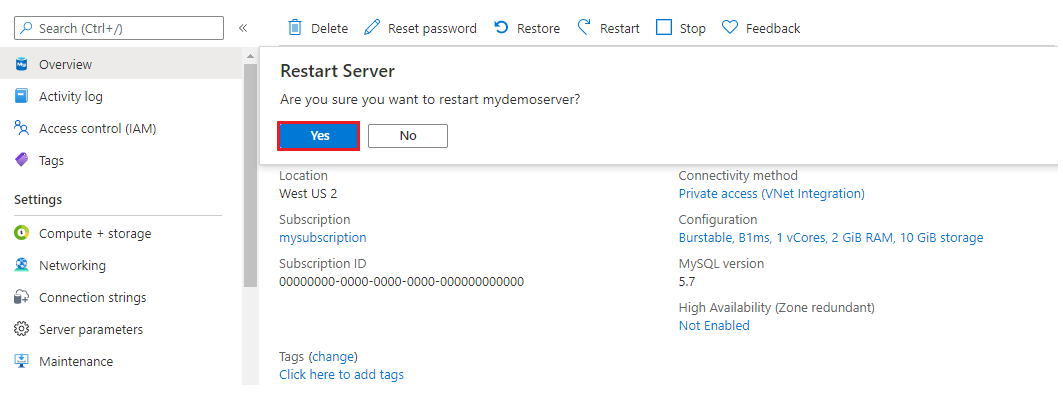 Search (Ctrl+/)
«
Delete
Reset password
Restore
Restart
Stop
Feedback
My
Overview
Activity log
Access control (IAM)
Tags
Settings
Compute + storage
Networking
Connection strings
Server parameters
Maintenance
Restart Server
Are you sure you want to restart mydemoserver?
Yes
No
Location
West US 2
Subscription
mysubscription
Subscription ID
00000000-0000-0000-0000-000000000000
Connectivity method
Private access (VNet Integration)
Configuration
Burstable, B1ms, 1 vCores, 2 GiB RAM, 10 GiB storage
MySQL version
5.7
High Availability (Zone redundant)
Not Enabled
Tags (change)
Click here to add tags